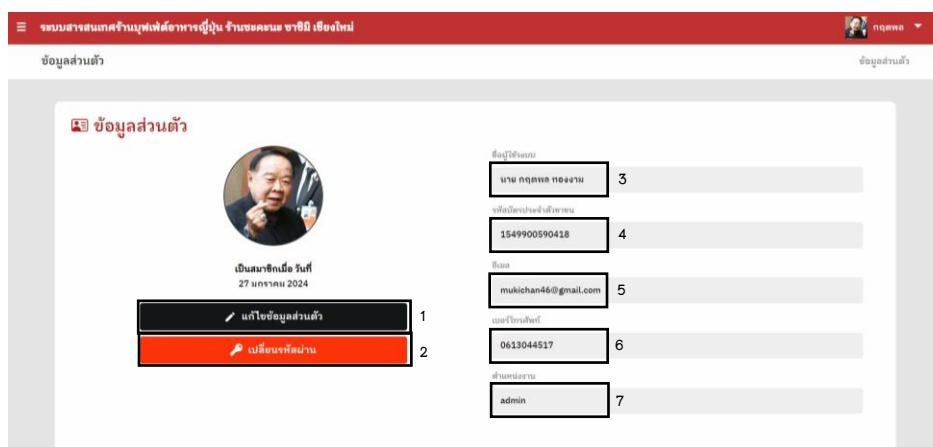 ระบบสารสนเทศร้านบุฟเฟ่ต์อาหารญี่ปุ่น ร้านชะคะนะ ซาชิมิ เชียงใหม่
กฤตพล
ข้อมูลส่วนตัว
ข้อมูลส่วนตัว
ข้อมูลส่วนตัว
เป็นสมาชิกเมื่อ วันที่
27 มกราคม 2024
แก้ไขข้อมูลส่วนตัว 1
เปลี่ยนรหัสผ่าน 2
ชื่อผู้ใช้ระบบ
นาย กฤตพล ทองงาม 3
รหัสบัตรประจำตัวชาชน
1549900590418 4
อีเมล
mukichan46@gmail.com 5
เบอร์โทรศัพท์
0613044517 6
ตำแหน่งงาน
admin 7